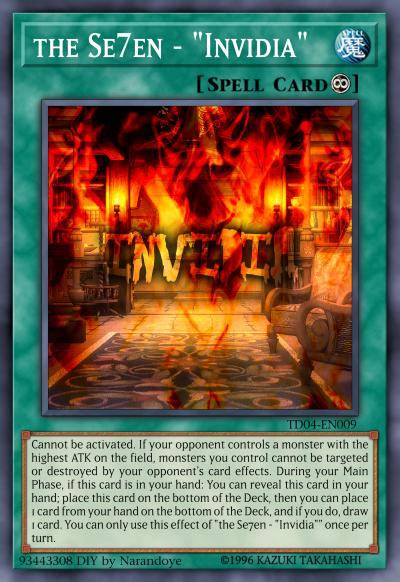 the Se7en - "Invidia"
魔
SPELL
[Spell Card]
INVIDI
TD04-EN009
Cannot be activated. If your opponent controls a monster with the
highest ATK on the field, monsters you control cannot be targeted
or destroyed by your opponent's card effects. During your Main
Phase, if this card is in your hand: You can reveal this card in your
hand; place this card on the bottom of the Deck, then you can place
1 card from your hand on the bottom of the Deck, and if you do, draw
1 card. You can only use this effect of "the Se7en - "Invidia"" once per
turn.
93443308 DIY by Narandoye
©1996 KAZUKI TAKAHASHI